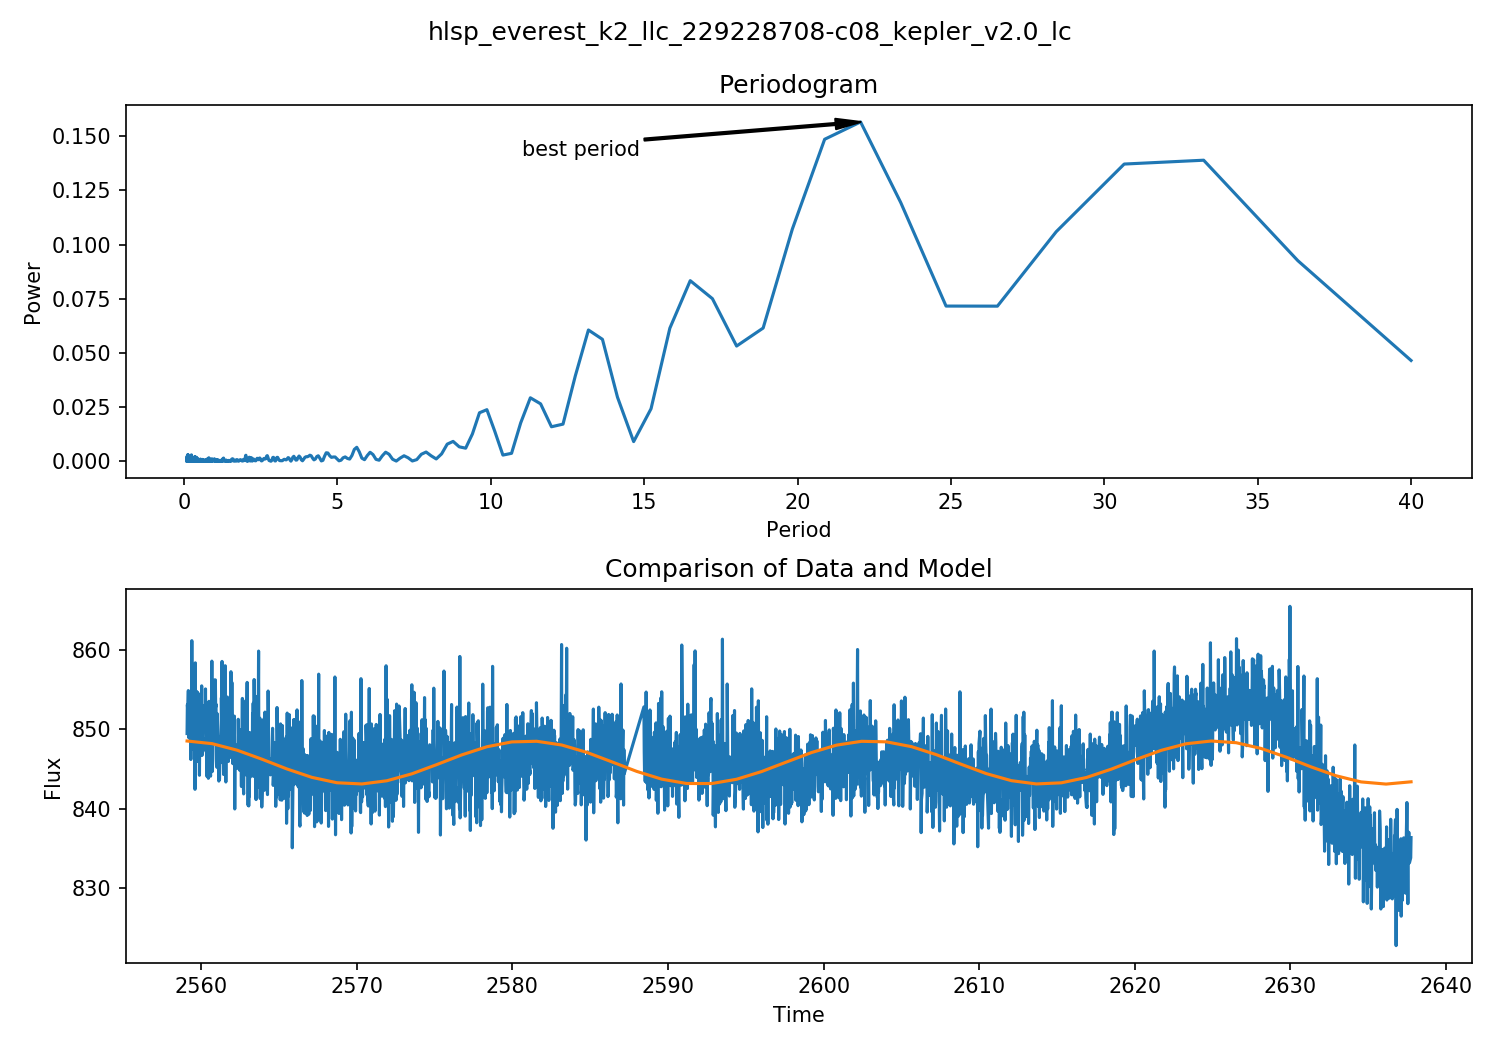 hlsp_everest_k2_llc_229228708-c08_kepler_v2.0_lc
Periodogram
best period
Power
0.150
0.125
0.100
0.075
0.050
0.025
0.000
0 5 10 15 20 25 30 35 40
Period
Comparison of Data and Model
Flux
860
850
840
830
2560 2570 2580 2590 2600 2610 2620 2630 2640
Time